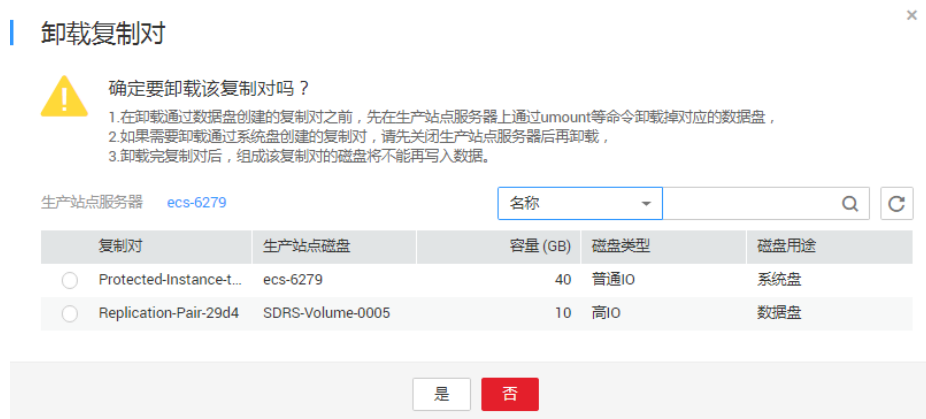 卸载复制对
确定要卸载该复制对吗？
1.在卸载通过数据盘创建的复制对之前，先在生产站点服务器上通过umount等命令卸载掉对应的数据盘，
2.如果需要卸载通过系统盘创建的复制对，请先关闭生产站点服务器后再卸载，
3.卸载完复制对后，组成该复制对的磁盘将不能再写入数据。
生产站点服务器 ecs-6279 名称
复制对 生产站点磁盘 容量 (GB) 磁盘类型 磁盘用途
Protected-Instance-t... ecs-6279 40 普通IO 系统盘
Replication-Pair-29d4 SDRS-Volume-0005 10 高IO 数据盘
是 否